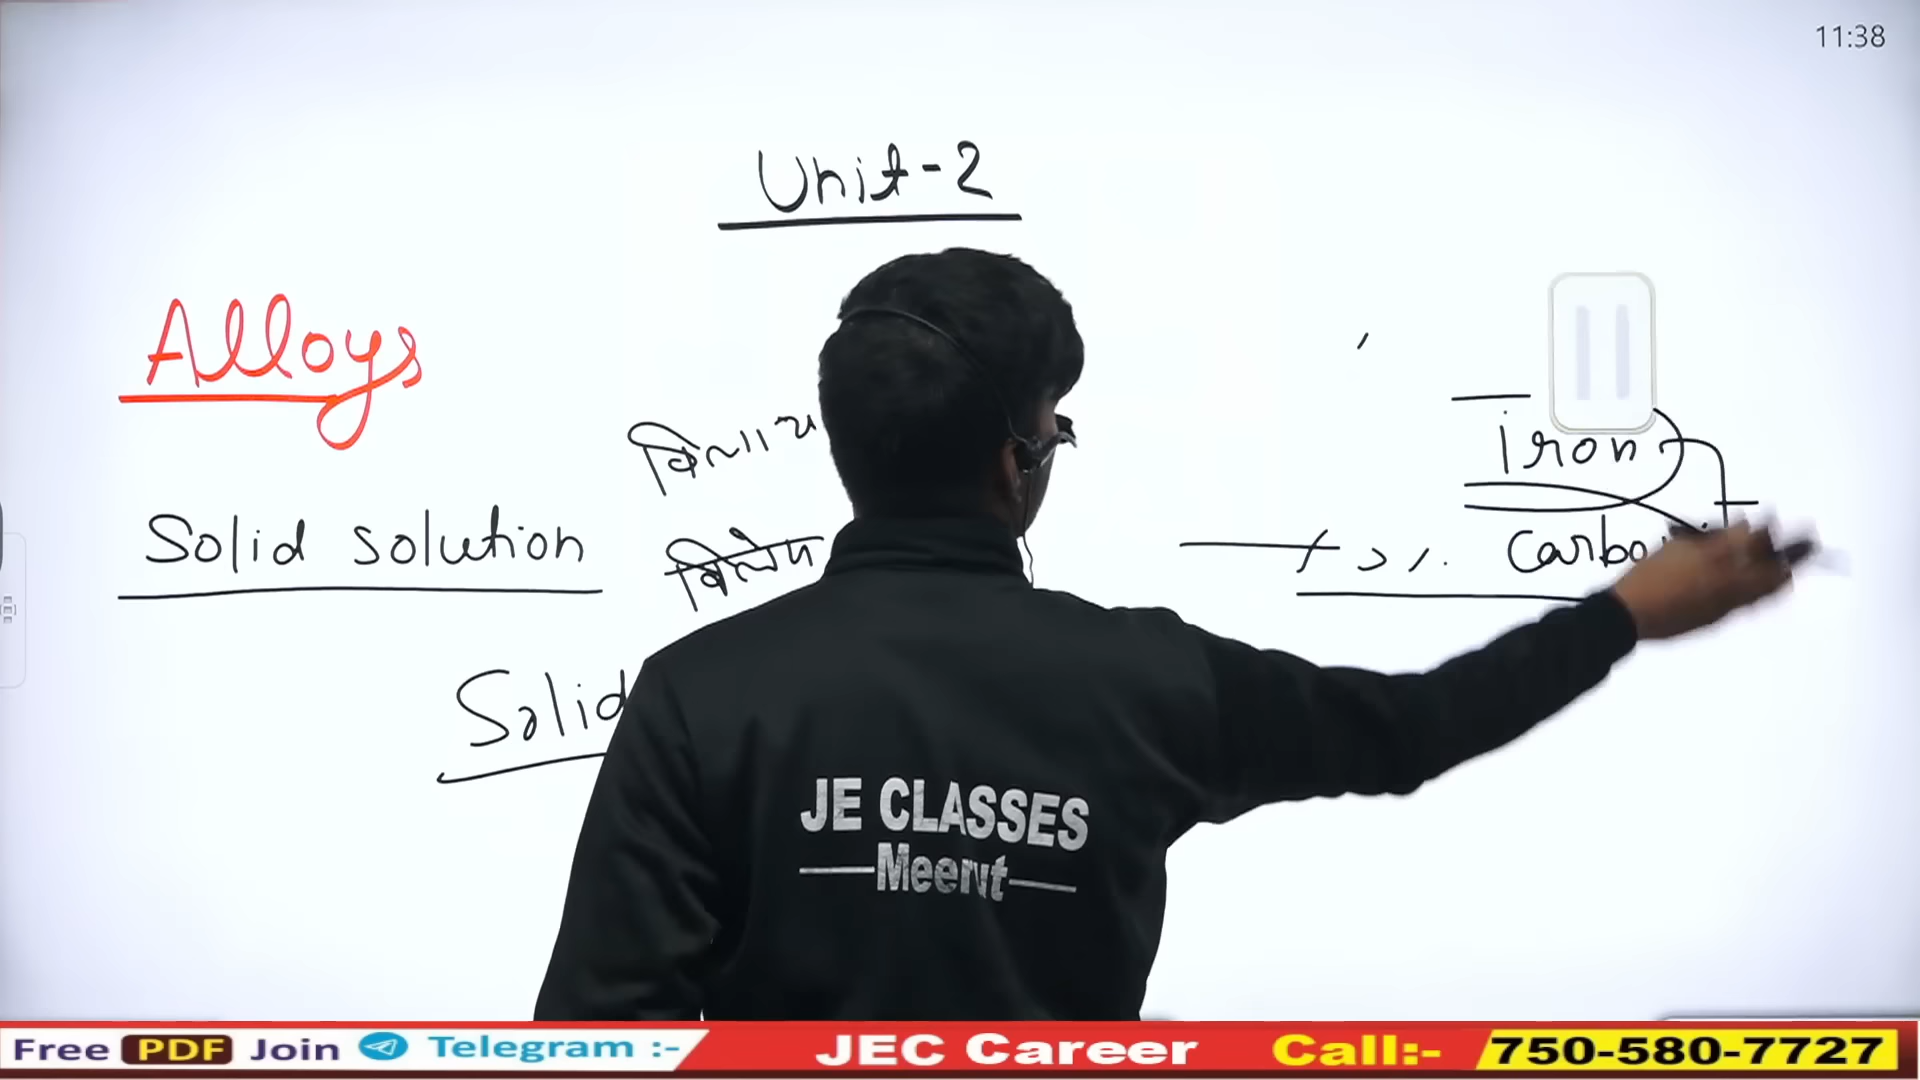 11:38
Unit-2
Alloys
iron
Solid solution
carbo
Solid
JE CLASSES
Meerut
Free PDF Join Telegram :- JEC Career Call:- 750-580-7727